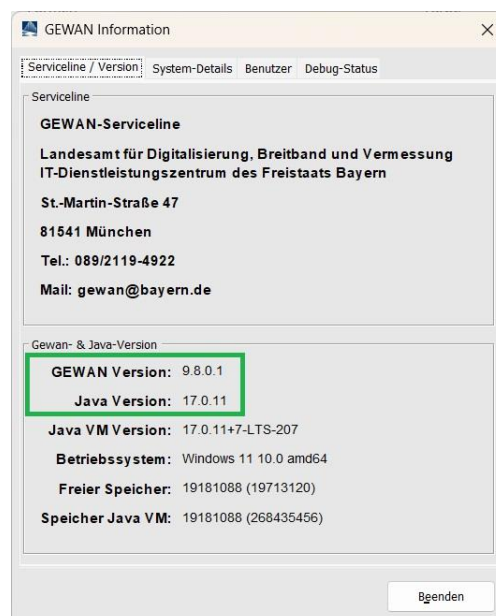 GEWAN Information
Serviceline / Version System-Details Benutzer Debug-Status
Serviceline
GEWAN-Serviceline
Landesamt für Digitalisierung, Breitband und Vermessung
IT-Dienstleistungszentrum des Freistaats Bayern
St.-Martin-Straße 47
81541 München
Tel.: 089/2119-4922
Mail: gewan@bayern.de
Gewan- & Java-Version
GEWAN Version: 9.8.0.1
Java Version: 17.0.11
Java VM Version: 17.0.11+7-LTS-207
Betriebssystem: Windows 11 10.0 amd64
Freier Speicher: 19181088 (19713120)
Speicher Java VM: 19181088 (268435456)
Beenden